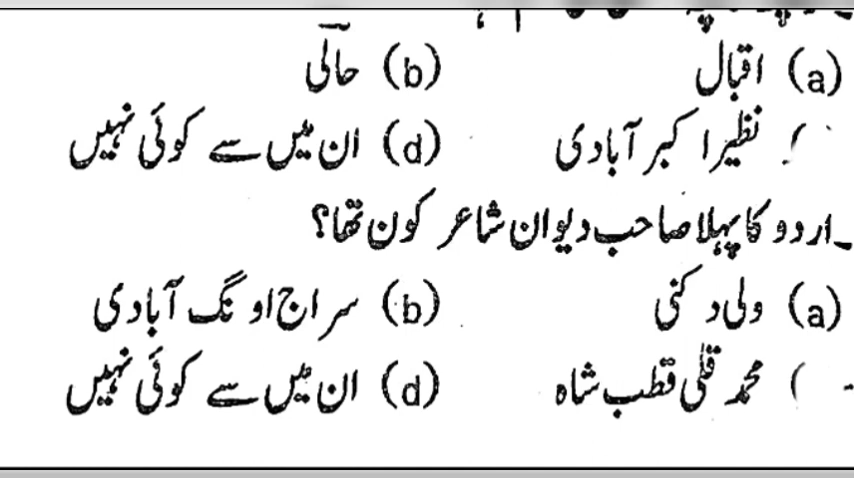 (a) اقبال (b) حالی
نظیر اکبر آبادی (d) ان میں سے کوئی نہیں
۔اردو کا پہلا صاحب دیوان شاعر کون تھا؟
(a) ولی دکنی (b) سراج اونگ آبادی
) محمد قلی قطب شاہ (d) ان میں سے کوئی نہیں